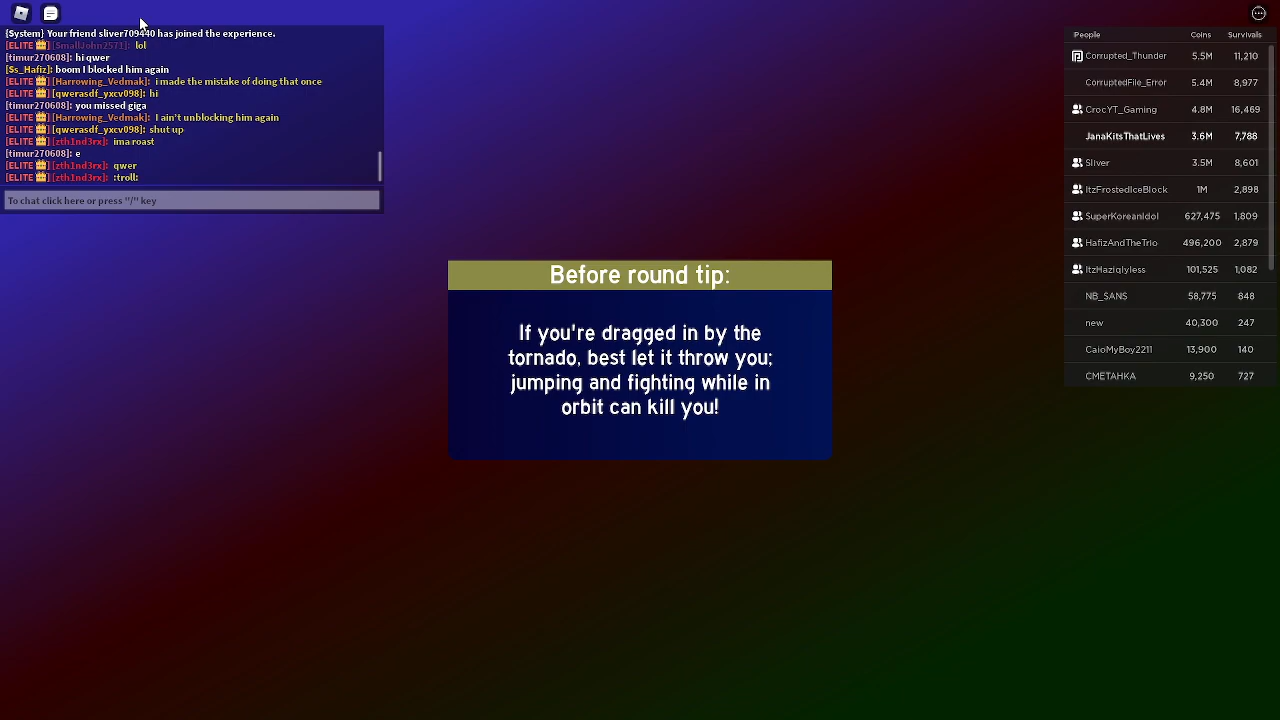 {System} Your friend sliver709440 has joined the experience.
[ELITE 💼] [SmallJohn2571]: lol
[timur270608]: hi qwer
[Ss_Hafiz]: boom I blocked him again
[ELITE 💼] [Harrowing_Vedmak]: i made the mistake of doing that once
[ELITE 💼] [qwerasdf_yxcv098]: hi
[timur270608]: you missed giga
[ELITE 💼] [Harrowing_Vedmak]: I ain't unblocking him again
[ELITE 💼] [qwerasdf_yxcv098]: shut up
[ELITE 💼] [zth1nd3rx]: ima roast
[timur270608]: e
[ELITE 💼] [zth1nd3rx]: qwer
[ELITE 💼] [zth1nd3rx]: :troll:
To chat click here or press "/" key
Before round tip:
If you're dragged in by the
tornado, best let it throw you;
jumping and fighting while in
orbit can kill you!
People Coins Survivals
Corrupted_Thunder 5.5M 11,210
CorruptedFile_Error 5.4M 8,977
CrocYT_Gaming 4.8M 16,469
JanaKitsThatLives 3.6M 7,788
Sliver 3.5M 8,601
ItzFrostedIceBlock 1M 2,898
SuperKoreanIdol 627,475 1,809
HafizAndTheTrio 496,200 2,879
ItzHaziqIyless 101,525 1,082
NB_SANS 58,775 848
new 40,300 247
CaioMyBoy2211 13,900 140
CMETAHKA 9,250 727